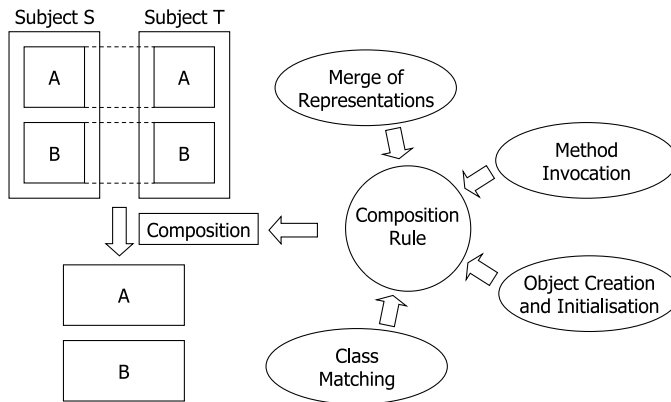 Subject S
Subject T
A
A
B
B
Composition
A
B
Merge of
Representations
Method
Invocation
Composition
Rule
Object Creation
and Initialisation
Class
Matching